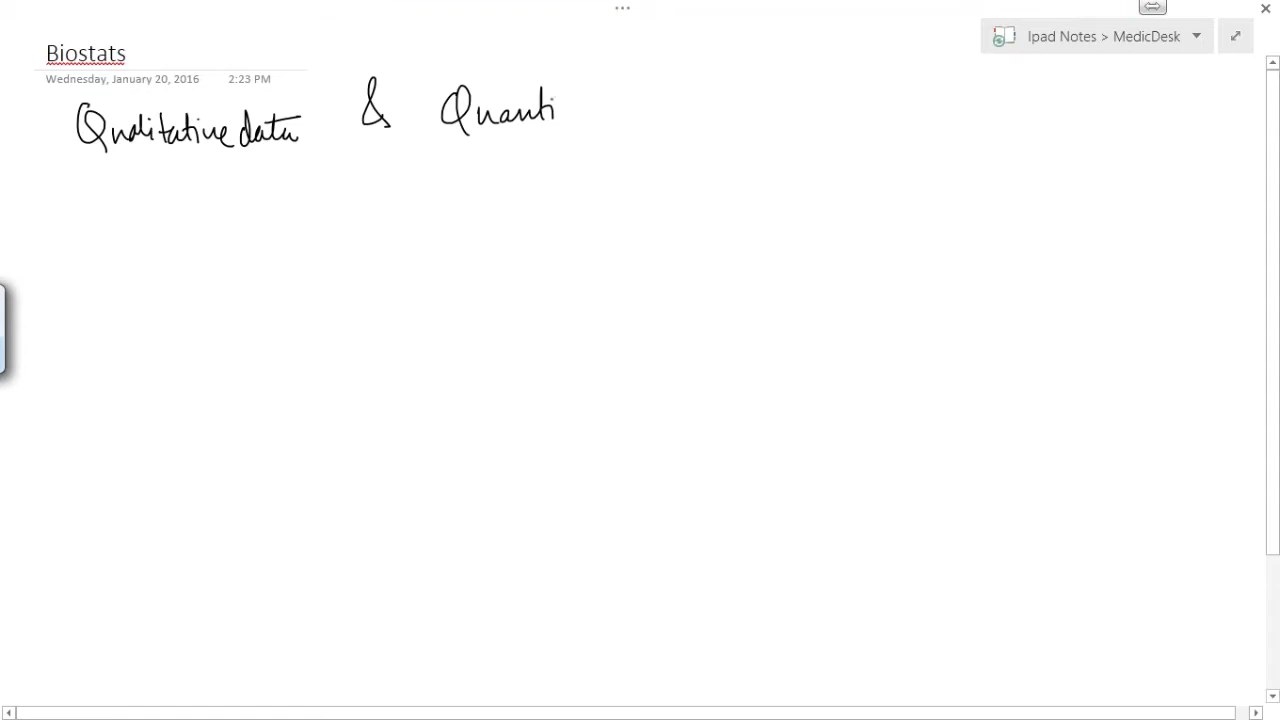 Ipad Notes > MedicDesk
Biostats
Wednesday, January 20, 2016 2:23 PM
Qualitative data & Quanti